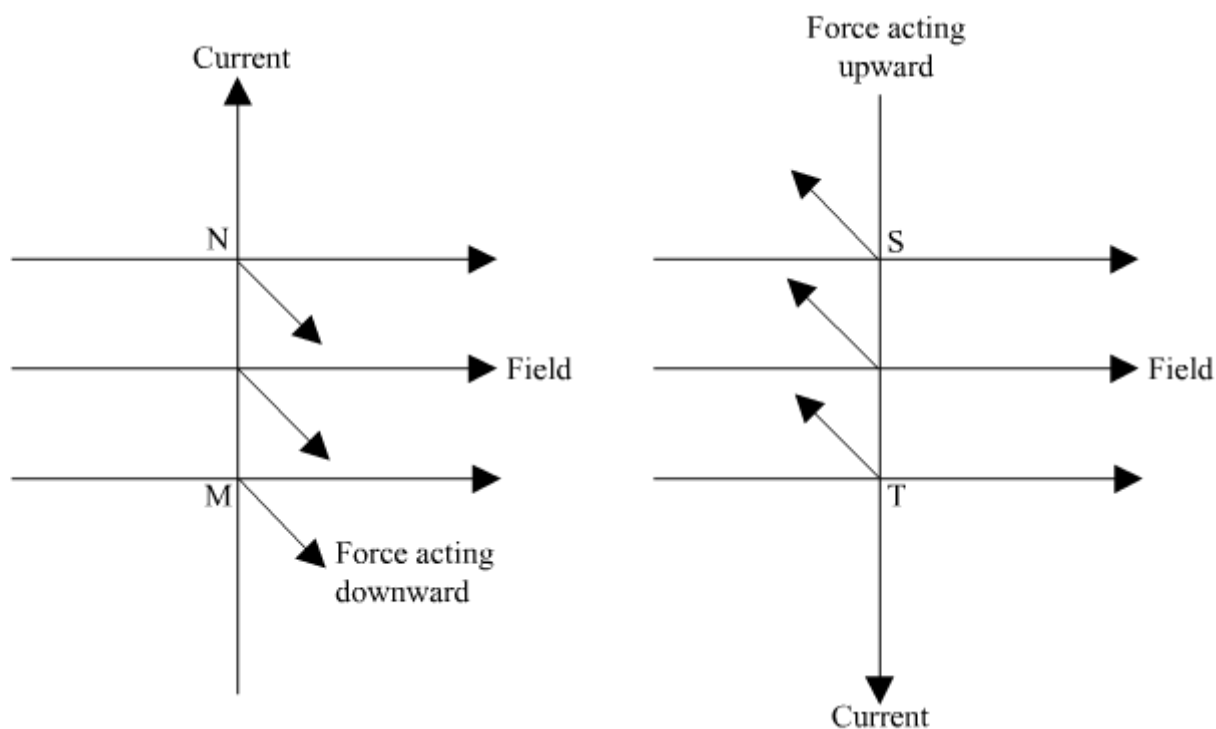 Current
N
Field
M
Force acting
downward
Force acting
upward
S
Field
T
Current